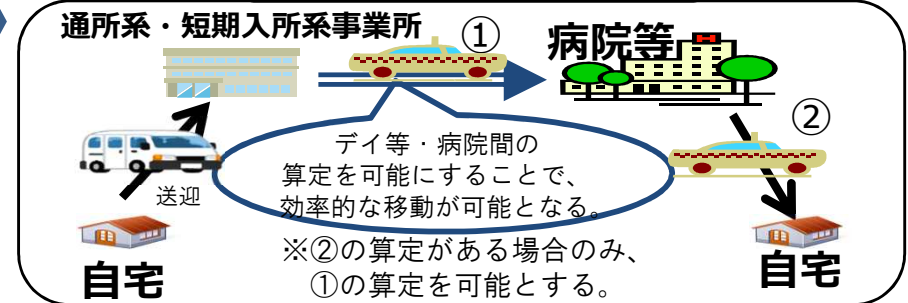 通所系・短期入所系事業所
①
病院等
②
デイ等・病院間の
算定を可能にすることで、
効率的な移動が可能となる。
送迎
※②の算定がある場合のみ、
①の算定を可能とする。
自宅
自宅